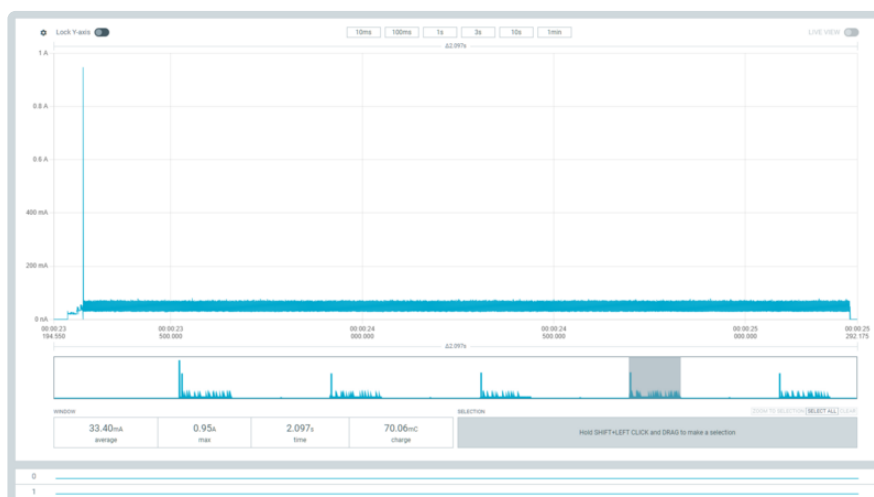 Lock Y-axis
10ms 100ms 1s 3s 10s 1min
LIVE VIEW
Δ2.097s
1 A
0.8 A
0.6 A
400 mA
200 mA
0 nA
00:00:23 00:00:23 00:00:24 00:00:24 00:00:25 00:00:25
194.550 500.000 000.000 500.000 000.000 292.175
Δ2.097s
WINDOW
33.40mA 0.95A 2.097s 70.06mC
average max time charge
SELECTION
ZOOM TO SELECTION SELECT ALL CLEAR
Hold SHIFT+LEFT CLICK and DRAG to make a selection
0
1